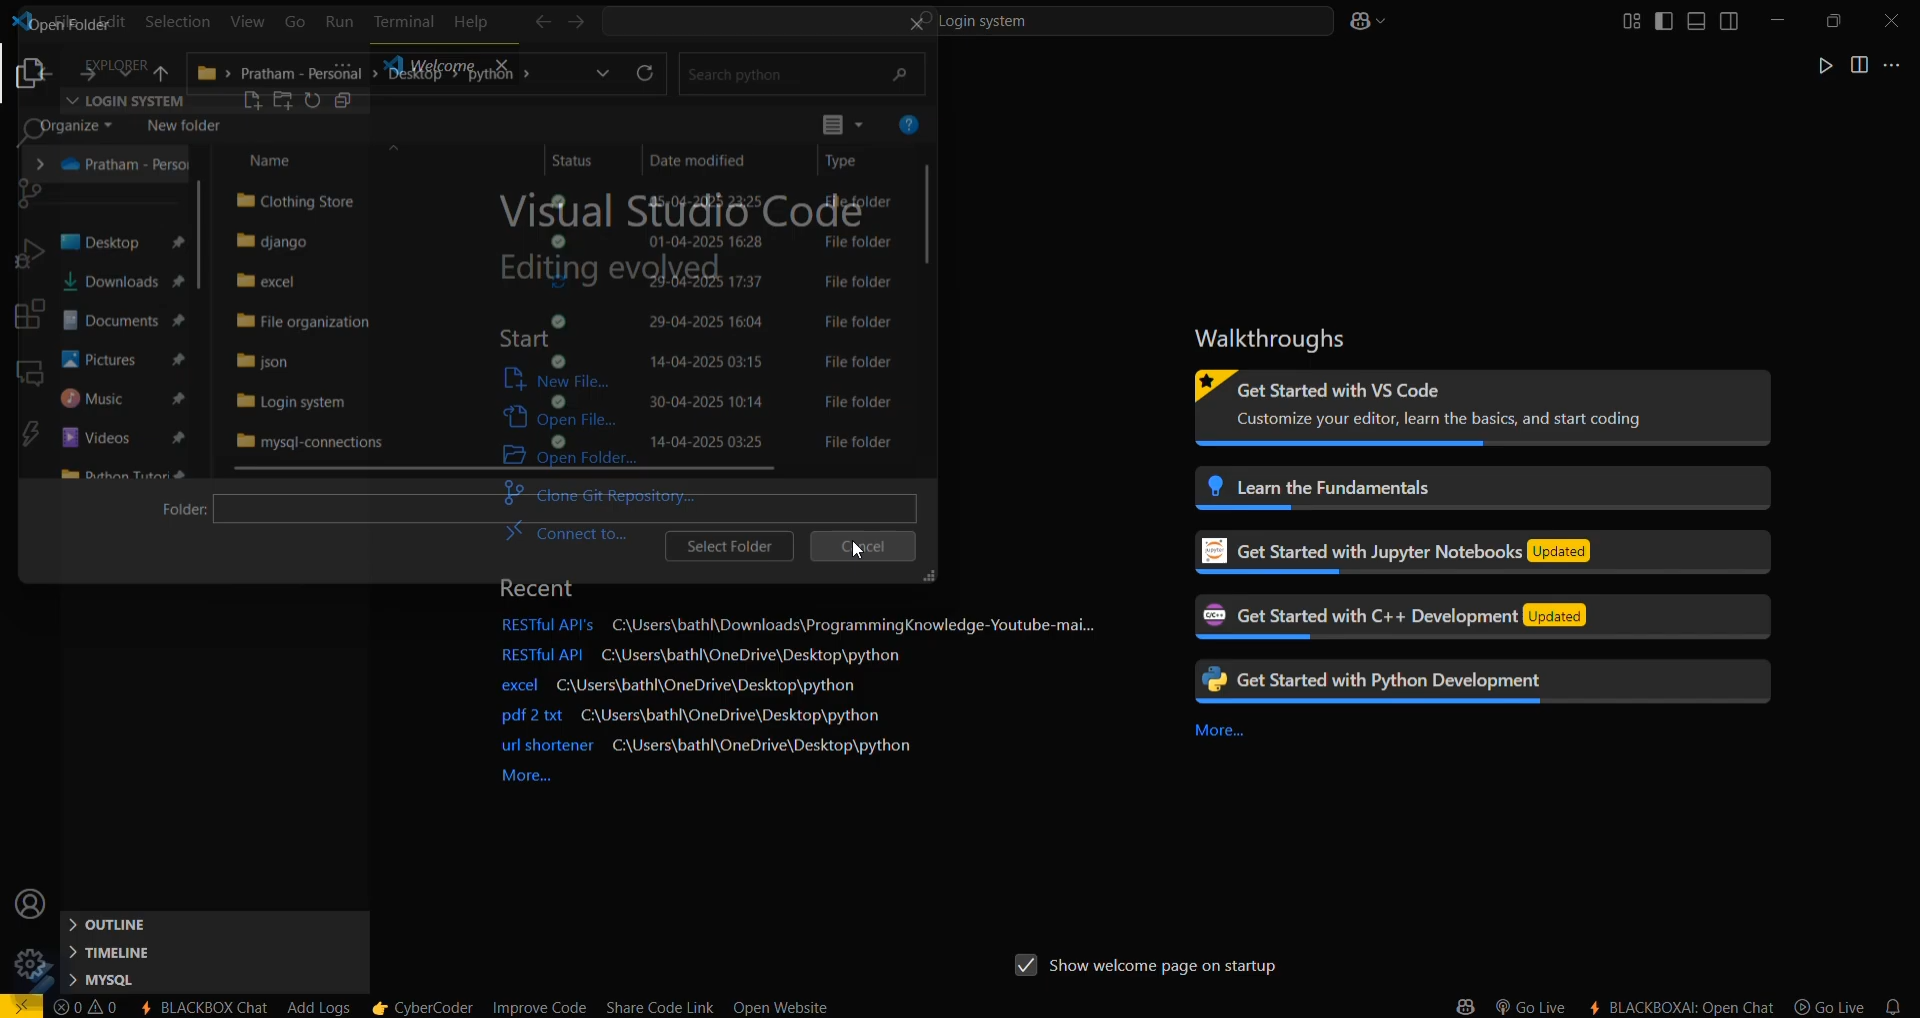 File Edit Selection View Go Run Terminal Help
Login system
Open Folder
EXPLORER
Welcome
Pratham - Personal > Desktop > python >
Search python
LOGIN SYSTEM
Organize
New folder
Pratham - Perso
Name Status Date modified Type
Clothing Store 05-04-2025 23:25 File folder
Desktop
django 01-04-2025 16:28 File folder
Downloads
excel 29-04-2025 17:37 File folder
Documents
File organization 29-04-2025 16:04 File folder
Pictures
json 14-04-2025 03:15 File folder
Music
Login system 30-04-2025 10:14 File folder
Videos
mysql-connections 14-04-2025 03:25 File folder
Python Tutori
Folder:
Select Folder
Cancel
Visual Studio Code
Editing evolved
Start
New File...
Open File...
Open Folder...
Clone Git Repository...
Connect to...
Recent
RESTful API's C:\Users\bathl\Downloads\ProgrammingKnowledge-Youtube-mai...
RESTful API C:\Users\bathl\OneDrive\Desktop\python
excel C:\Users\bathl\OneDrive\Desktop\python
pdf 2 txt C:\Users\bathl\OneDrive\Desktop\python
url shortener C:\Users\bathl\OneDrive\Desktop\python
More...
Walkthroughs
Get Started with VS Code
Customize your editor, learn the basics, and start coding
Learn the Fundamentals
Get Started with Jupyter Notebooks Updated
Get Started with C++ Development Updated
Get Started with Python Development
More...
Show welcome page on startup
OUTLINE
TIMELINE
MYSQL
0 0 BLACKBOX Chat Add Logs CyberCoder Improve Code Share Code Link Open Website
Go Live BLACKBOXAI: Open Chat Go Live